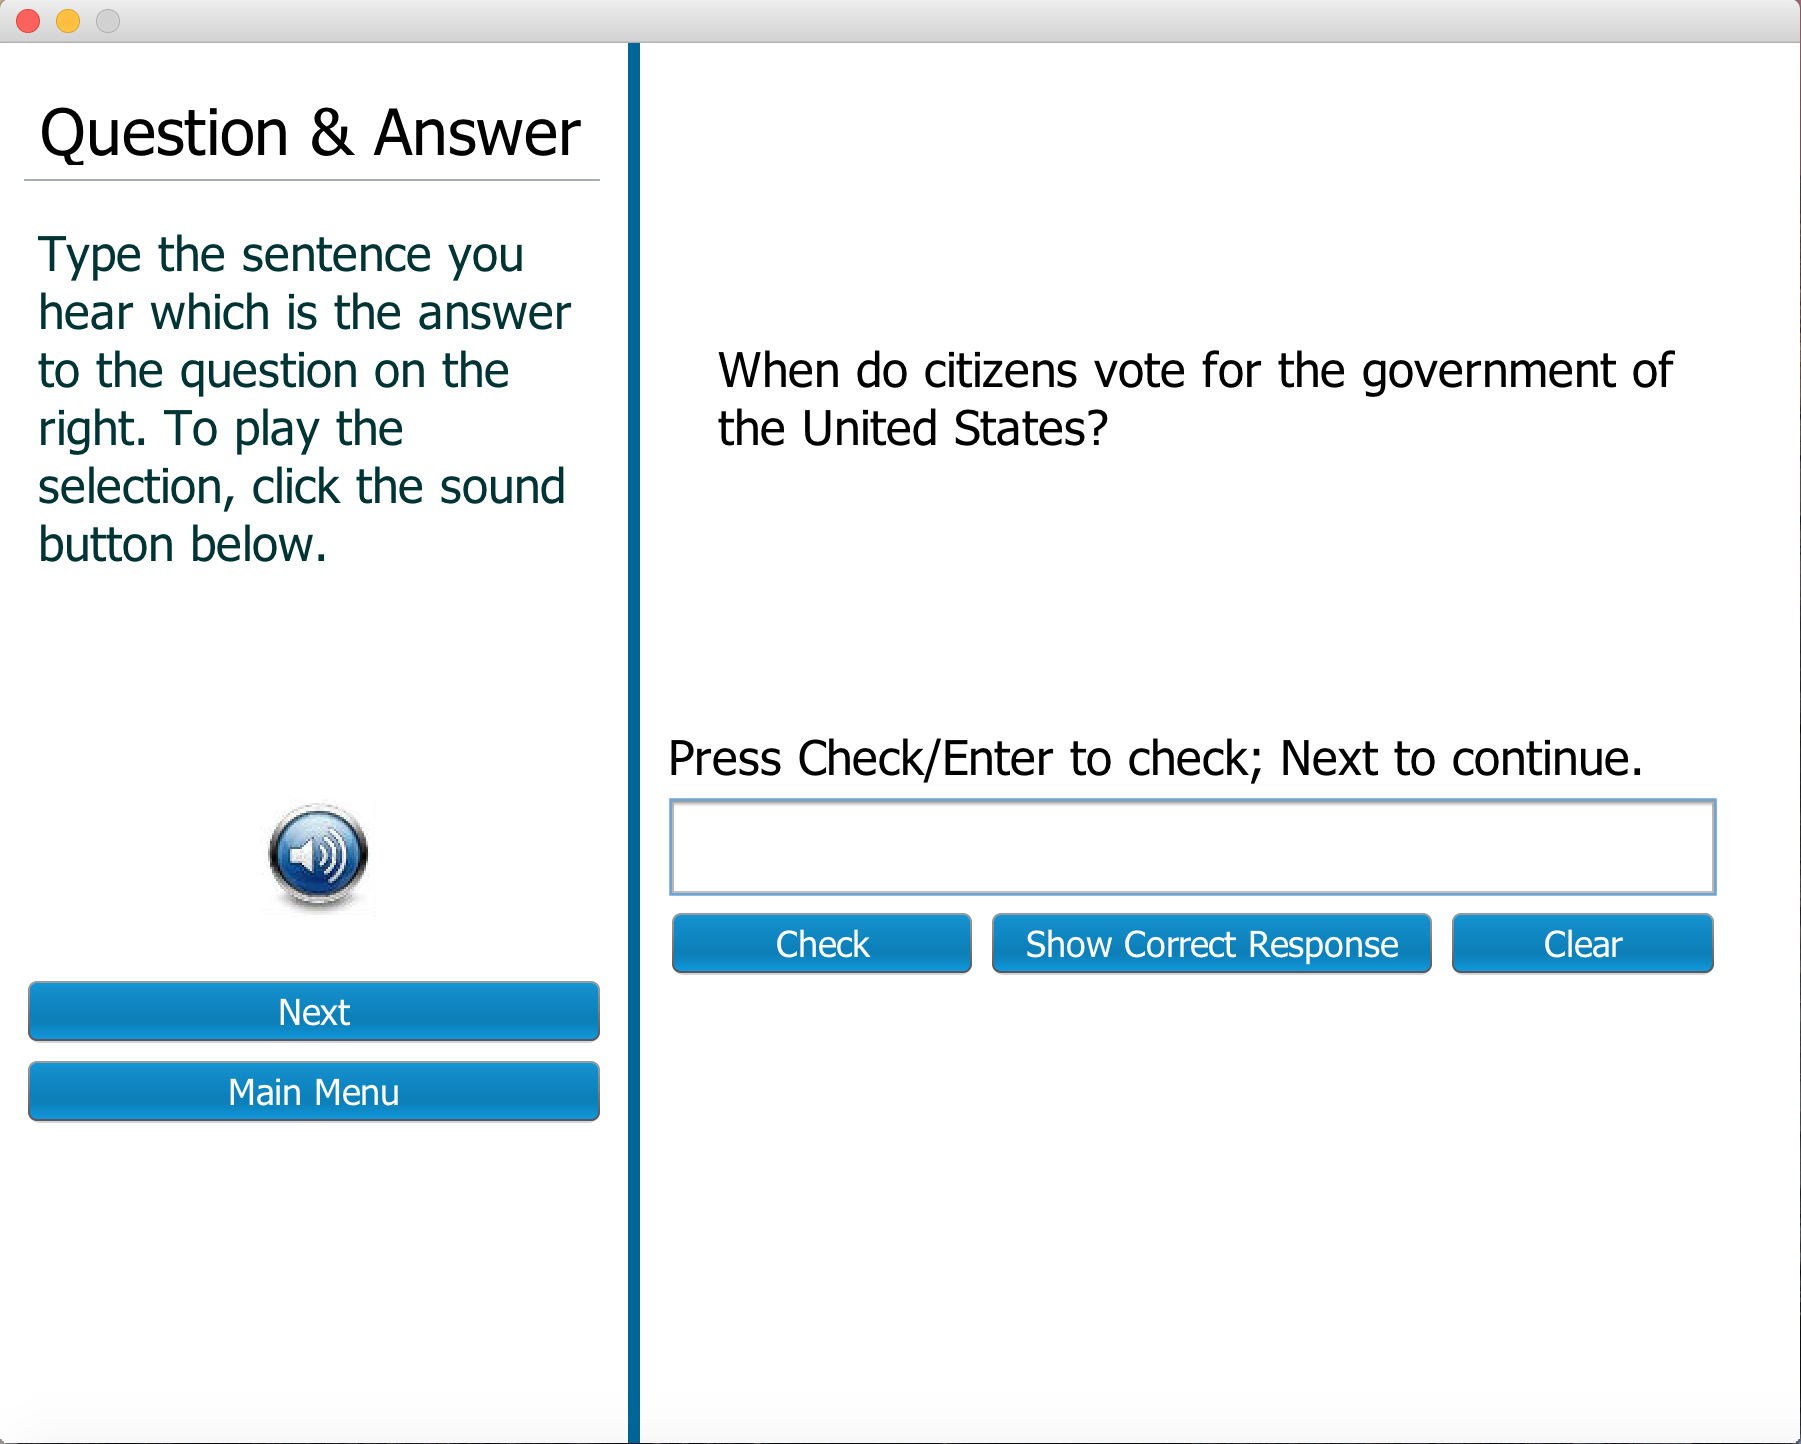 Question & Answer
Type the sentence you
hear which is the answer
to the question on the
right. To play the
selection, click the sound
button below.
Next
Main Menu
When do citizens vote for the government of
the United States?
Press Check/Enter to check; Next to continue.
Check
Show Correct Response
Clear